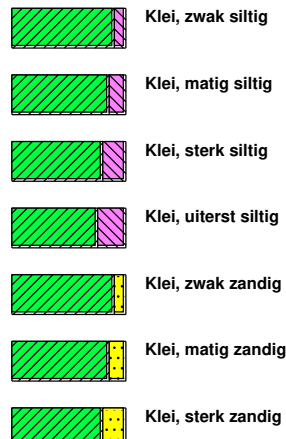 Klei, zwak siltig
Klei, matig siltig
Klei, sterk siltig
Klei, uiterst siltig
Klei, zwak zandig
Klei, matig zandig
Klei, sterk zandig